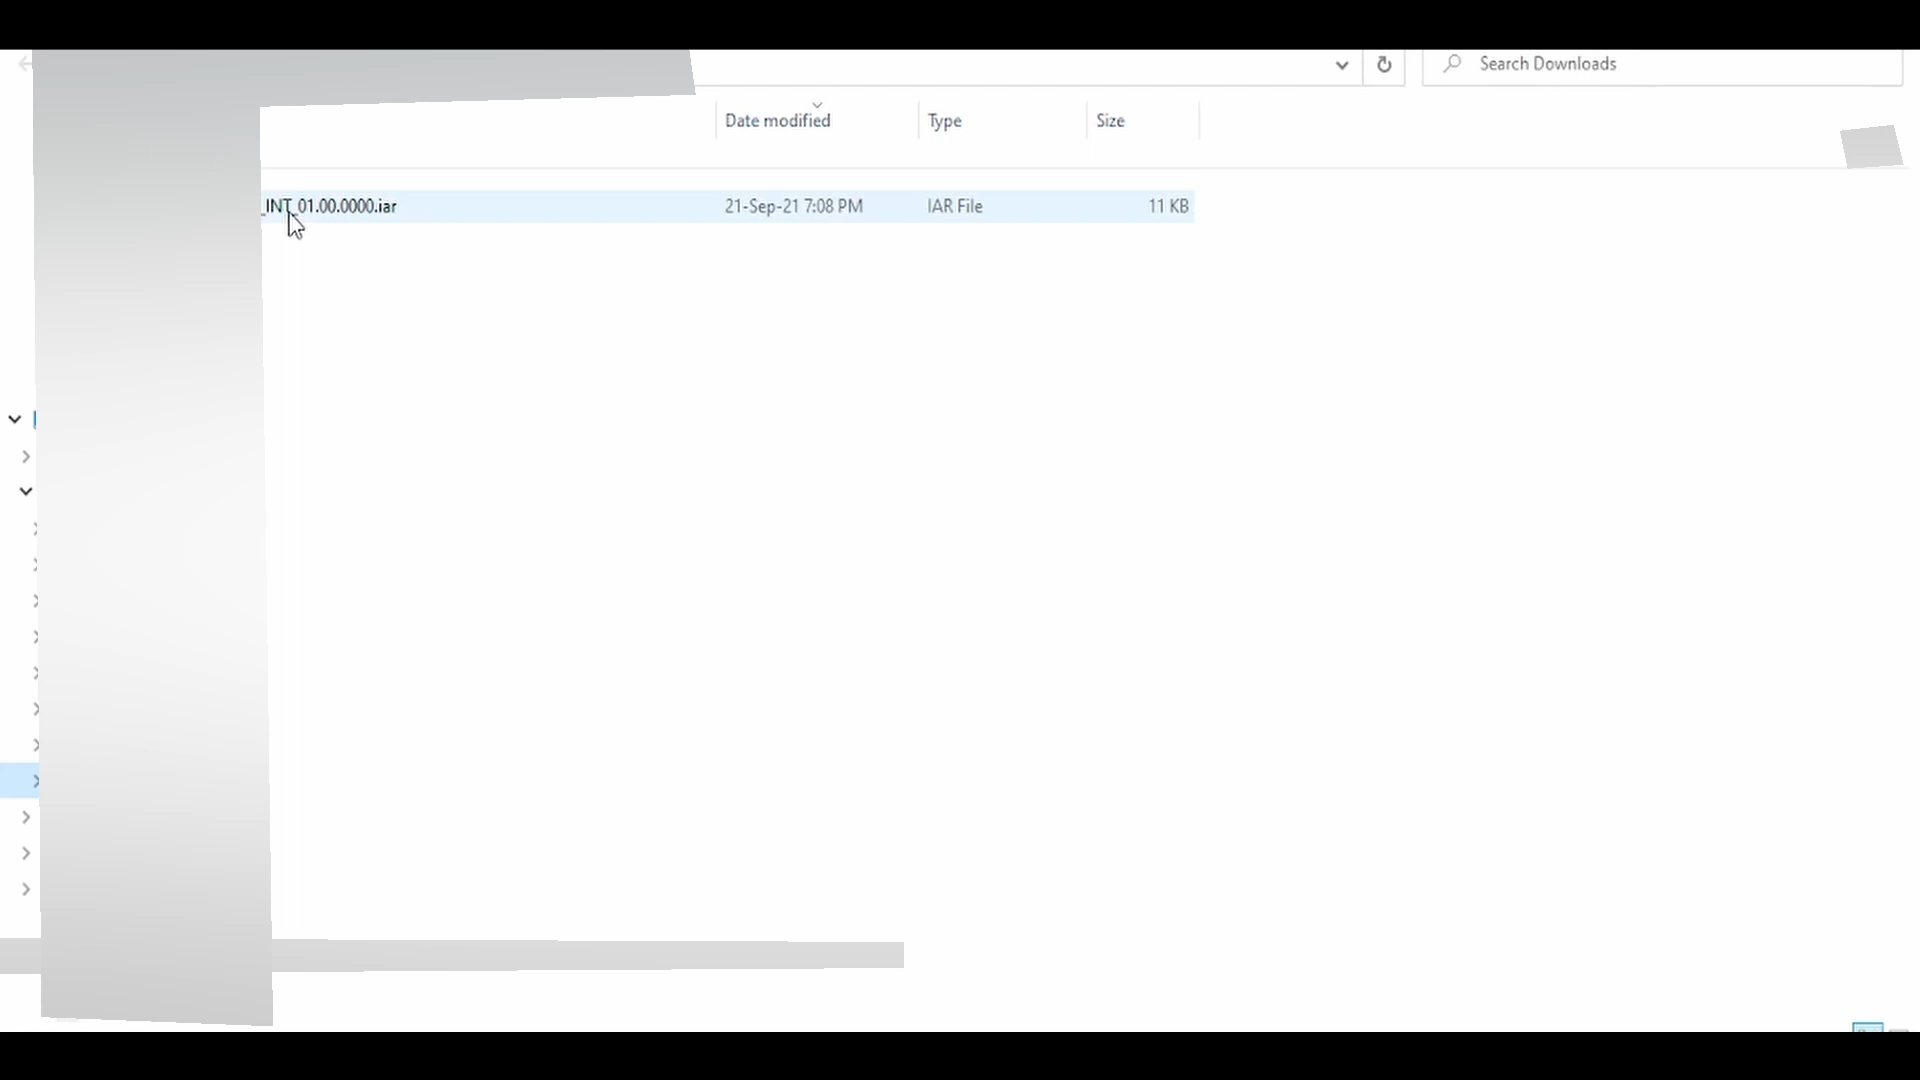 Search Downloads
Date modified Type Size
_INT_01.00.0000.iar 21-Sep-21 7:08 PM IAR File 11 KB